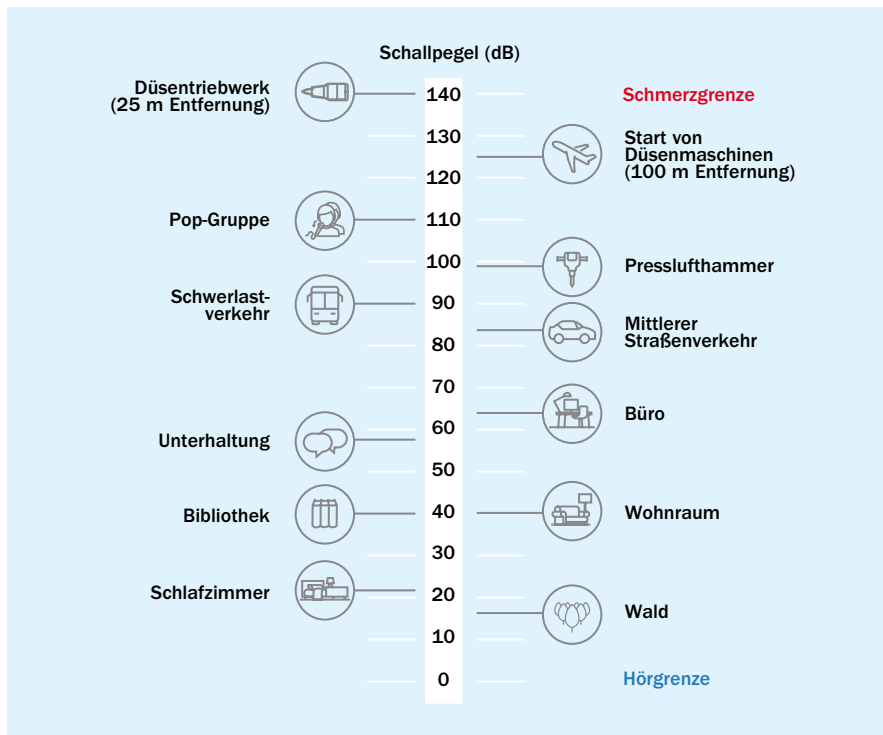 Schallpegel (dB)
Düsentriebwerk
(25 m Entfernung)
140
Schmerzgrenze
130
Start von
Düsenmaschinen
(100 m Entfernung)
120
Pop-Gruppe
110
100
Presslufthammer
Schwerlast-
verkehr
90
Mittlerer
Straßenverkehr
80
70
Büro
60
Unterhaltung
50
Bibliothek
40
Wohnraum
30
Schlafzimmer
20
Wald
10
0
Hörgrenze